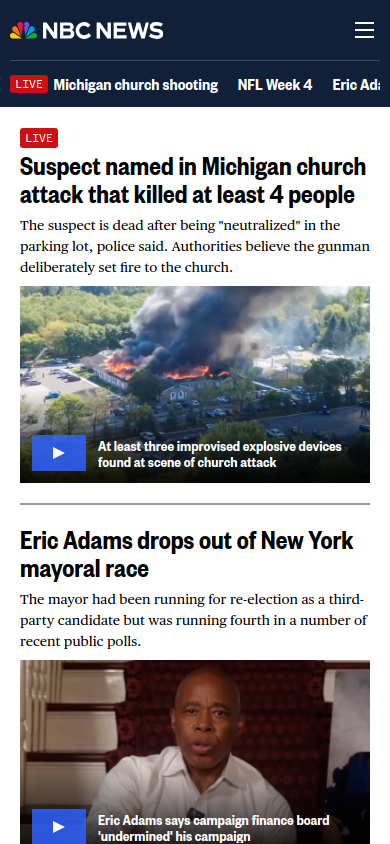 NBC NEWS
LIVE Michigan church shooting NFL Week 4 Eric Ada
LIVE
Suspect named in Michigan church
attack that killed at least 4 people
The suspect is dead after being "neutralized" in the
parking lot, police said. Authorities believe the gunman
deliberately set fire to the church.
At least three improvised explosive devices
found at scene of church attack
Eric Adams drops out of New York
mayoral race
The mayor had been running for re-election as a third-
party candidate but was running fourth in a number of
recent public polls.
Eric Adams says campaign finance board
'undermined' his campaign